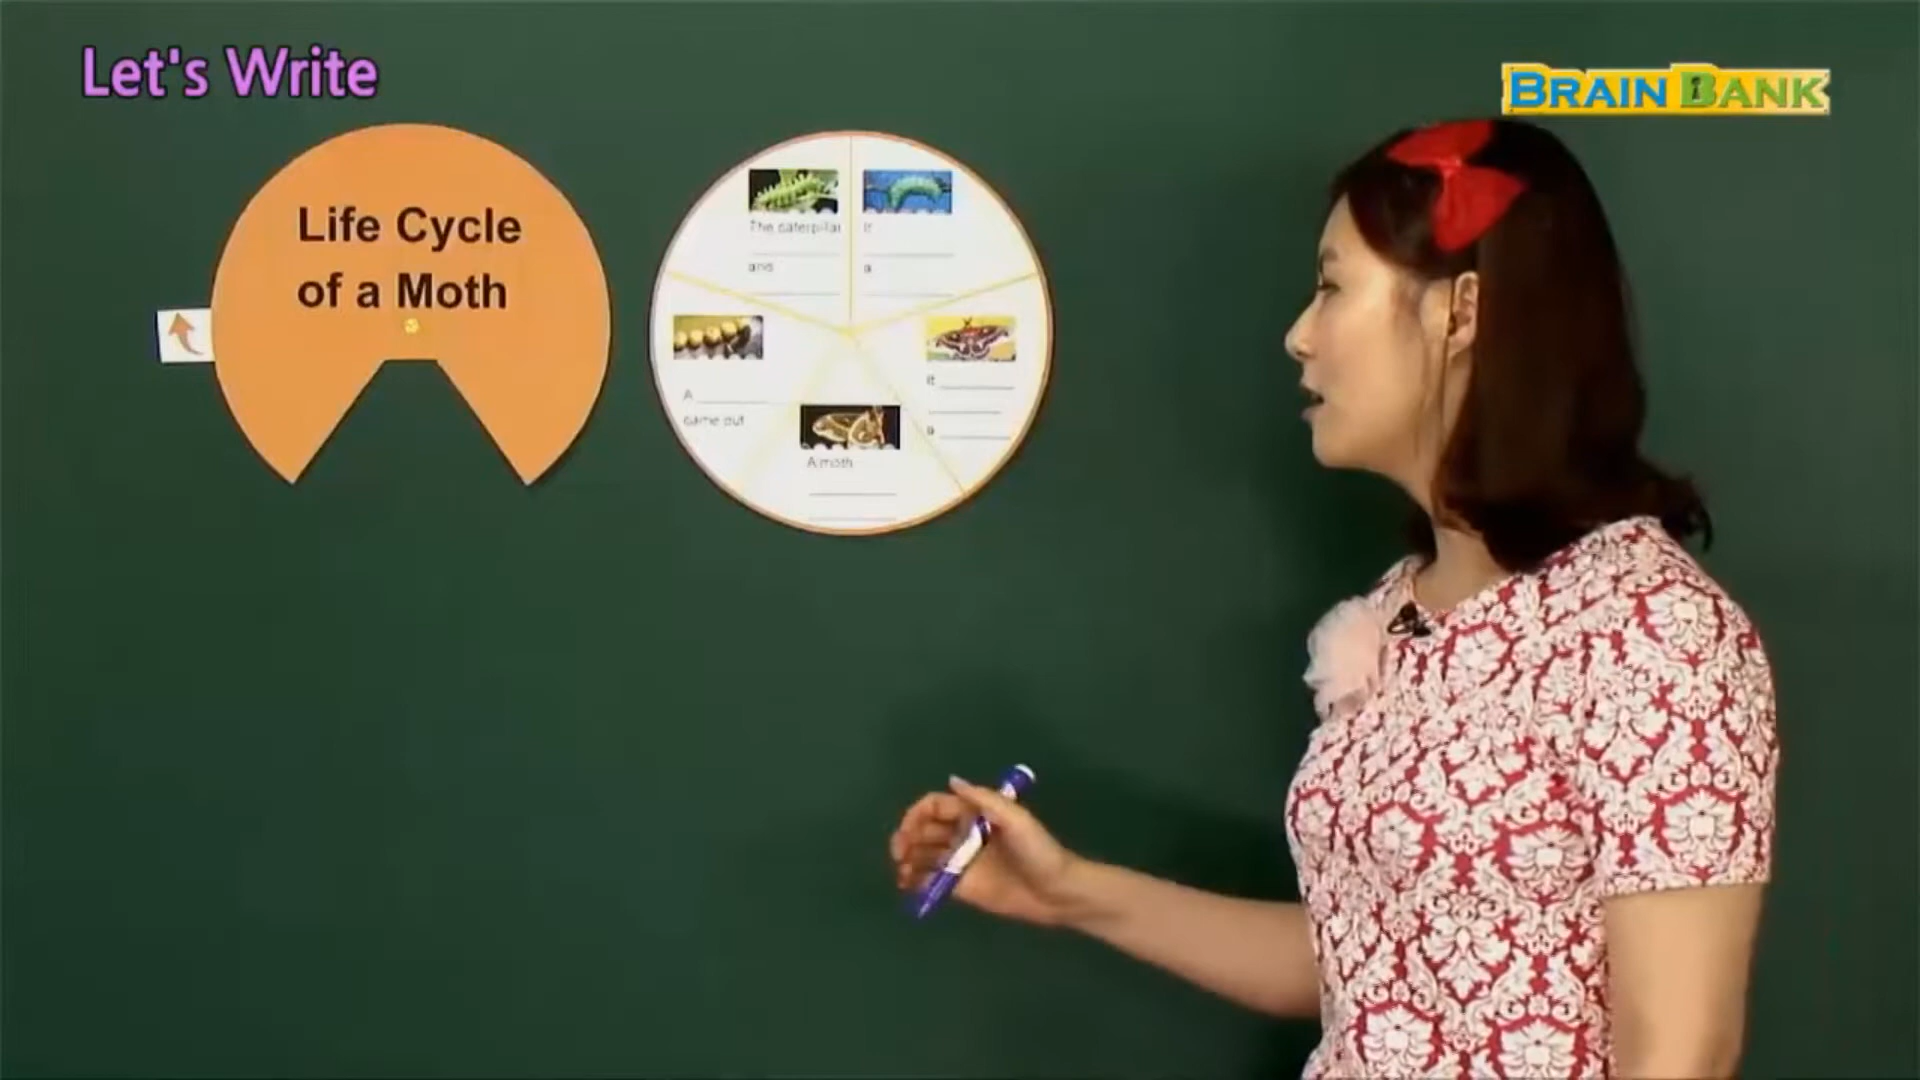 Let's Write
BRAIN BANK
Life Cycle
of a Moth
The caterpillar
and
It
a
A
came out
It
a
A moth